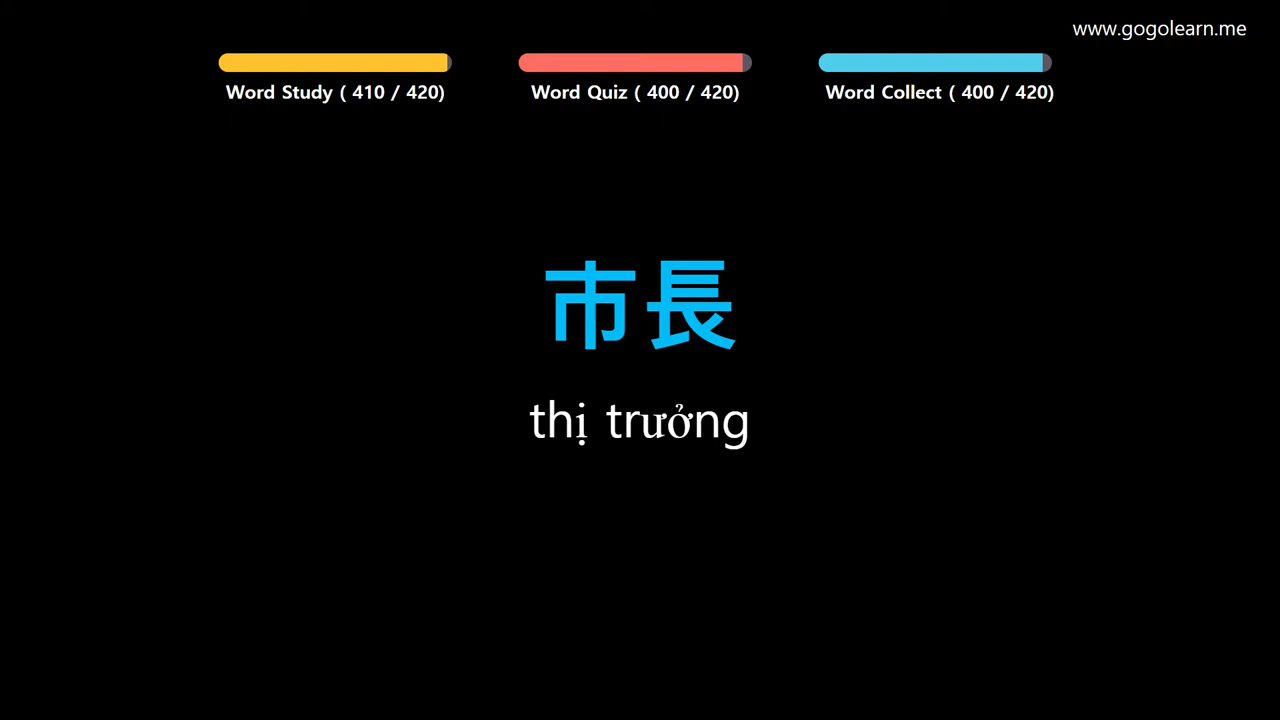 www.gogolearn.me
Word Study ( 410 / 420)
Word Quiz ( 400 / 420)
Word Collect ( 400 / 420)
市長
thị trưởng